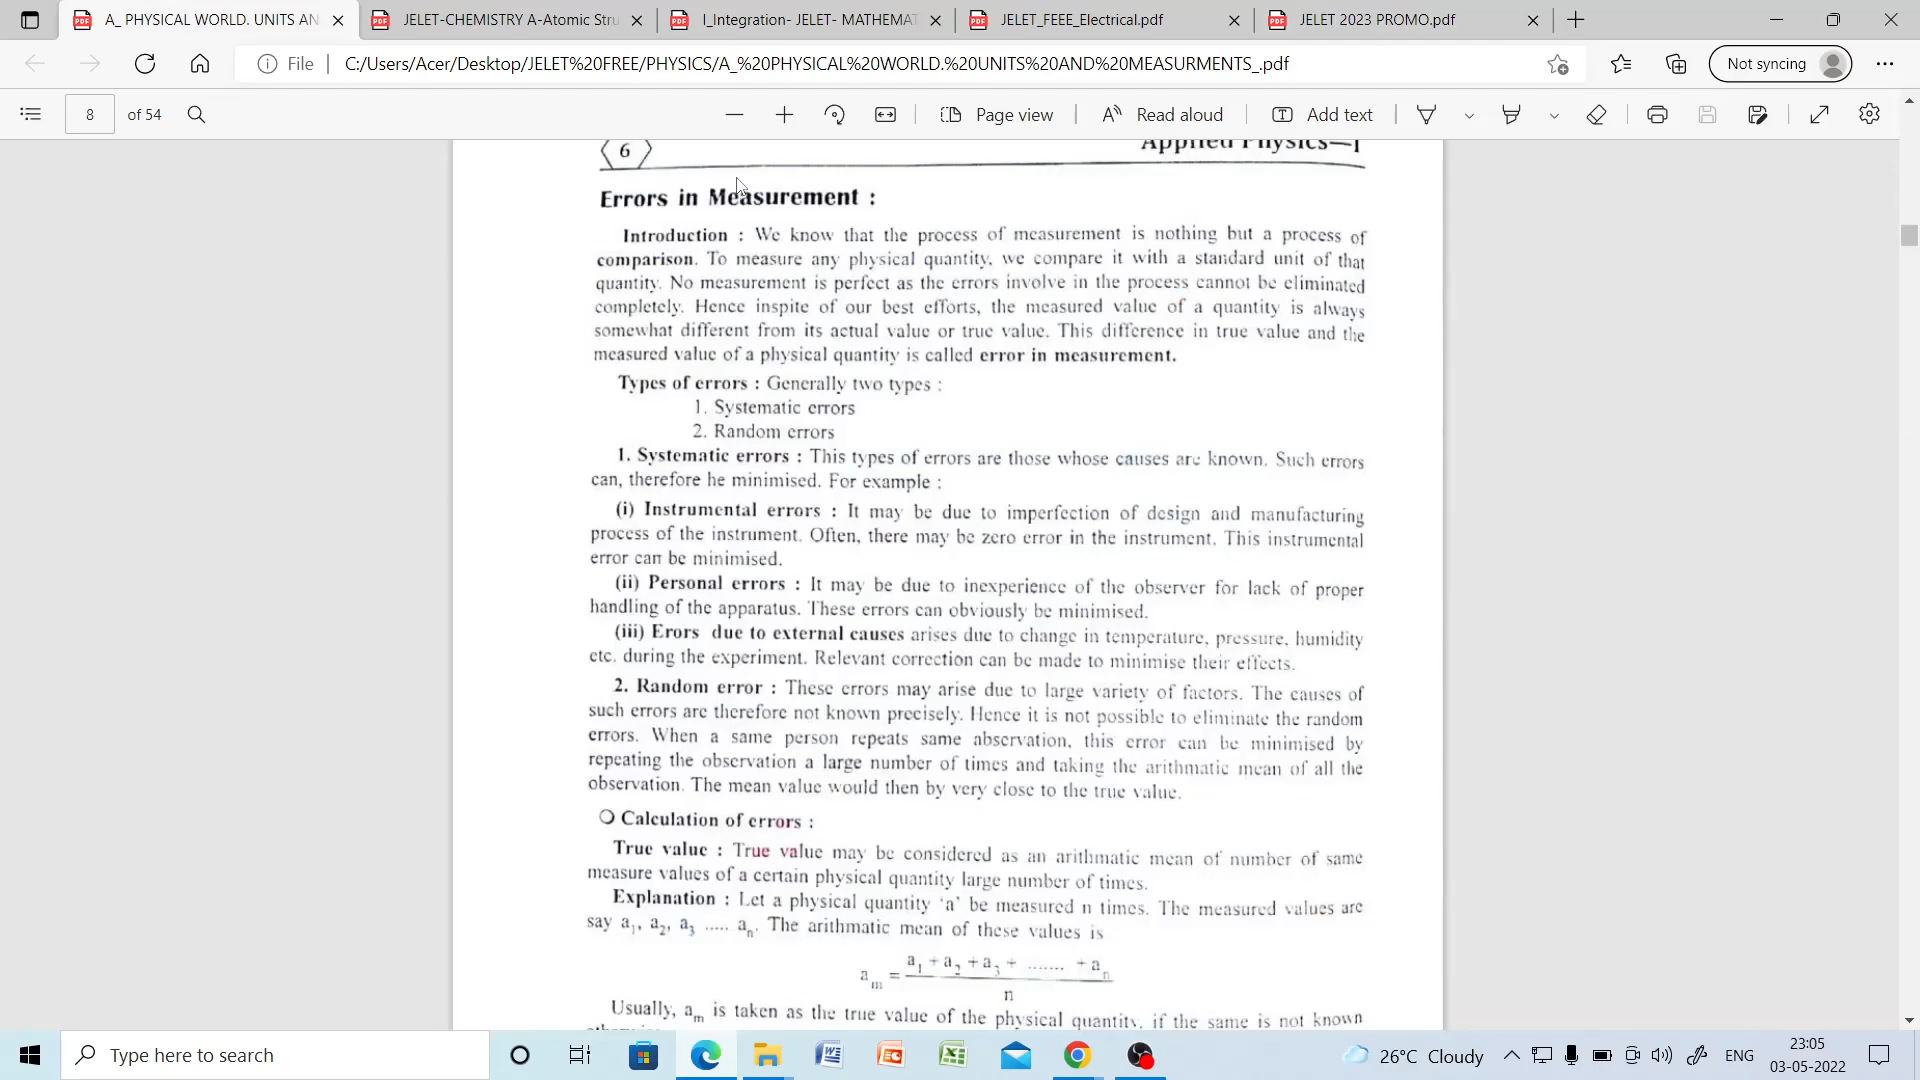 A_ PHYSICAL WORLD. UNITS AN
JELET-CHEMISTRY A-Atomic Stru
I_Integration- JELET- MATHEMAT
JELET_FEEE_Electrical.pdf
JELET 2023 PROMO.pdf
File
C:/Users/Acer/Desktop/JELET%20FREE/PHYSICS/A_%20PHYSICAL%20WORLD.%20UNITS%20AND%20MEASURMENTS_.pdf
Not syncing
8 of 54
Page view
Read aloud
Add text
6 Applied Physics—I
Errors in Measurement :
Introduction : We know that the process of measurement is nothing but a process of
comparison. To measure any physical quantity, we compare it with a standard unit of that
quantity. No measurement is perfect as the errors involve in the process cannot be eliminated
completely. Hence inspite of our best efforts, the measured value of a quantity is always
somewhat different from its actual value or true value. This difference in true value and the
measured value of a physical quantity is called error in measurement.
Types of errors : Generally two types :
1. Systematic errors
2. Random errors
1. Systematic errors : This types of errors are those whose causes are known. Such errors
can, therefore he minimised. For example :
(i) Instrumental errors : It may be due to imperfection of design and manufacturing
process of the instrument. Often, there may be zero error in the instrument. This instrumental
error can be minimised.
(ii) Personal errors : It may be due to inexperience of the observer for lack of proper
handling of the apparatus. These errors can obviously be minimised.
(iii) Erors due to external causes arises due to change in temperature, pressure, humidity
etc. during the experiment. Relevant correction can be made to minimise their effects.
2. Random error : These errors may arise due to large variety of factors. The causes of
such errors are therefore not known precisely. Hence it is not possible to eliminate the random
errors. When a same person repeats same abservation, this error can be minimised by
repeating the observation a large number of times and taking the arithmatic mean of all the
observation. The mean value would then by very close to the true value.
❍ Calculation of errors :
True value : True value may be considered as an arithmatic mean of number of same
measure values of a certain physical quantity large number of times.
Explanation : Let a physical quantity ‘a’ be measured n times. The measured values are
say a₁, a₂, a₃ ..... aₙ. The arithmatic mean of these values is
aₘ = a₁ + a₂ + a₃ + ....... + aₙ
n
Usually, aₘ is taken as the true value of the physical quantity, if the same is not known
Type here to search
26°C Cloudy
ENG
23:05
03-05-2022